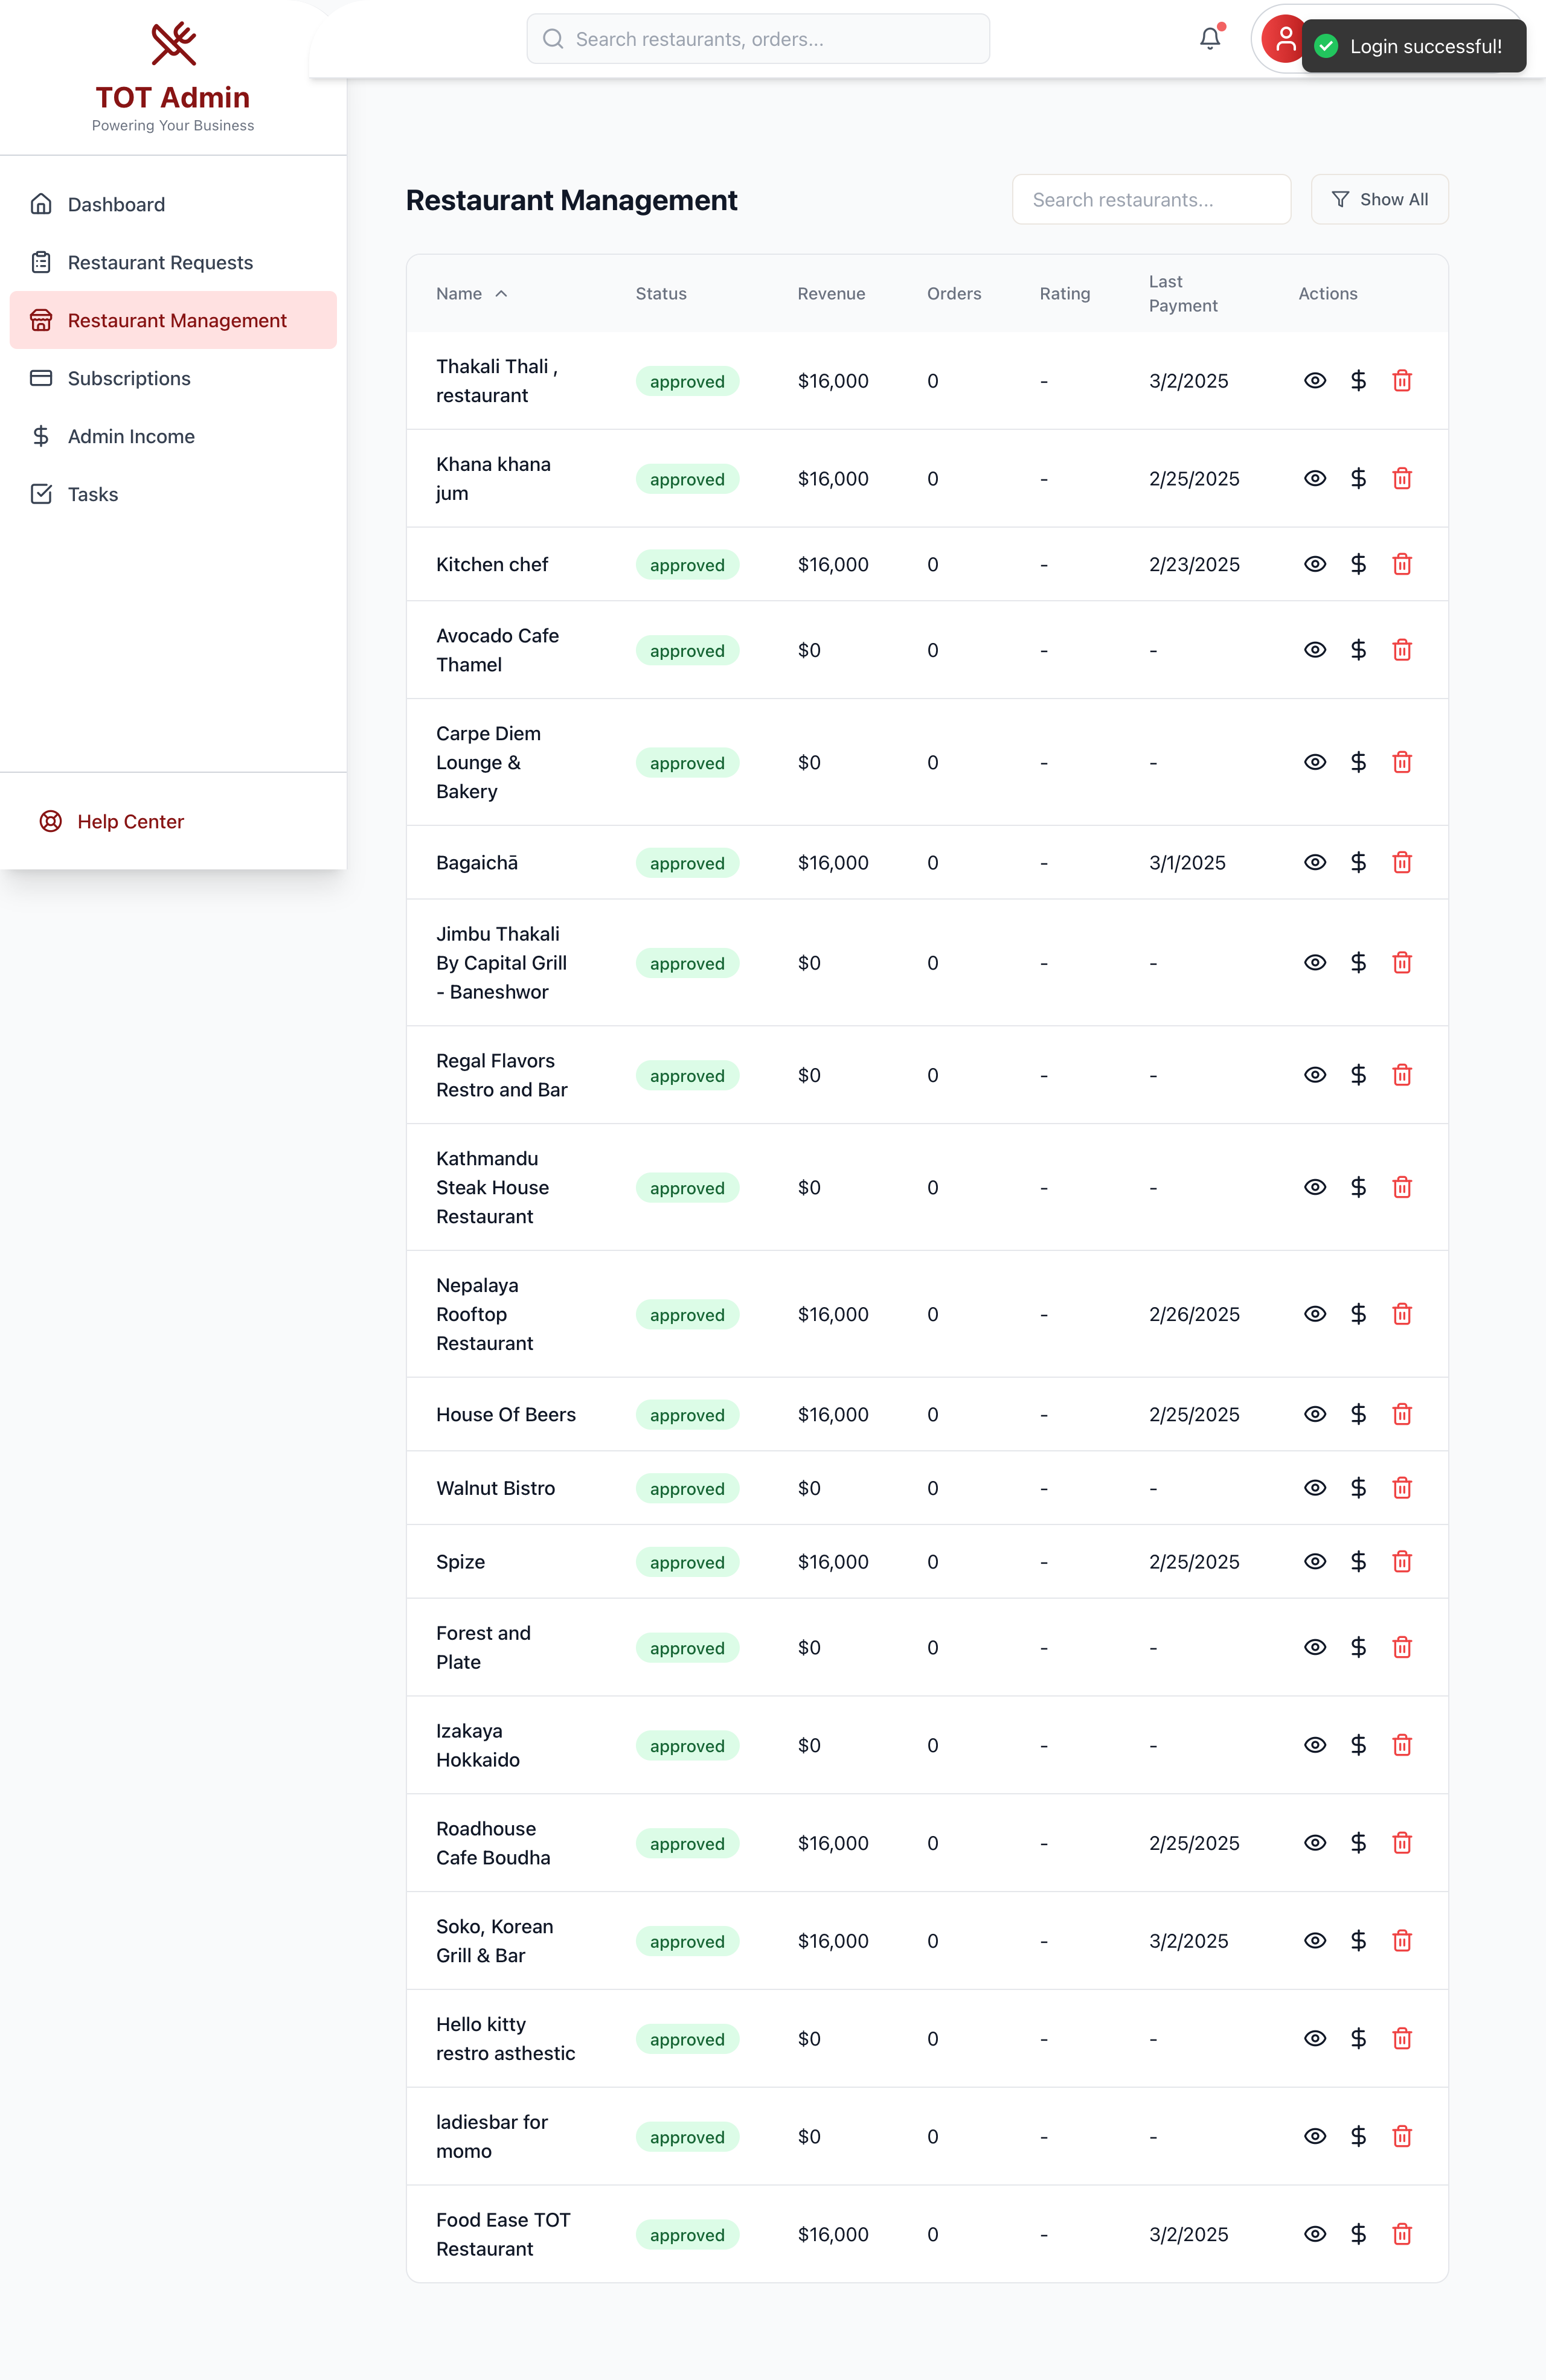 TOT Admin
Powering Your Business
Search restaurants, orders...
Login successful!
Dashboard
Restaurant Requests
Restaurant Management
Subscriptions
Admin Income
Tasks
Help Center
Restaurant Management
Search restaurants...
Show All
Name Status Revenue Orders Rating Last
Payment Actions
Thakali Thali ,
restaurant approved $16,000 0 - 3/2/2025
Khana khana
jum approved $16,000 0 - 2/25/2025
Kitchen chef approved $16,000 0 - 2/23/2025
Avocado Cafe
Thamel approved $0 0 - -
Carpe Diem
Lounge & approved $0 0 - -
Bakery
Bagaichā approved $16,000 0 - 3/1/2025
Jimbu Thakali
By Capital Grill approved $0 0 - -
- Baneshwor
Regal Flavors
Restro and Bar approved $0 0 - -
Kathmandu
Steak House approved $0 0 - -
Restaurant
Nepalaya
Rooftop approved $16,000 0 - 2/26/2025
Restaurant
House Of Beers approved $16,000 0 - 2/25/2025
Walnut Bistro approved $0 0 - -
Spize approved $16,000 0 - 2/25/2025
Forest and
Plate approved $0 0 - -
Izakaya
Hokkaido approved $0 0 - -
Roadhouse
Cafe Boudha approved $16,000 0 - 2/25/2025
Soko, Korean
Grill & Bar approved $16,000 0 - 3/2/2025
Hello kitty
restro asthestic approved $0 0 - -
ladiesbar for
momo approved $0 0 - -
Food Ease TOT
Restaurant approved $16,000 0 - 3/2/2025